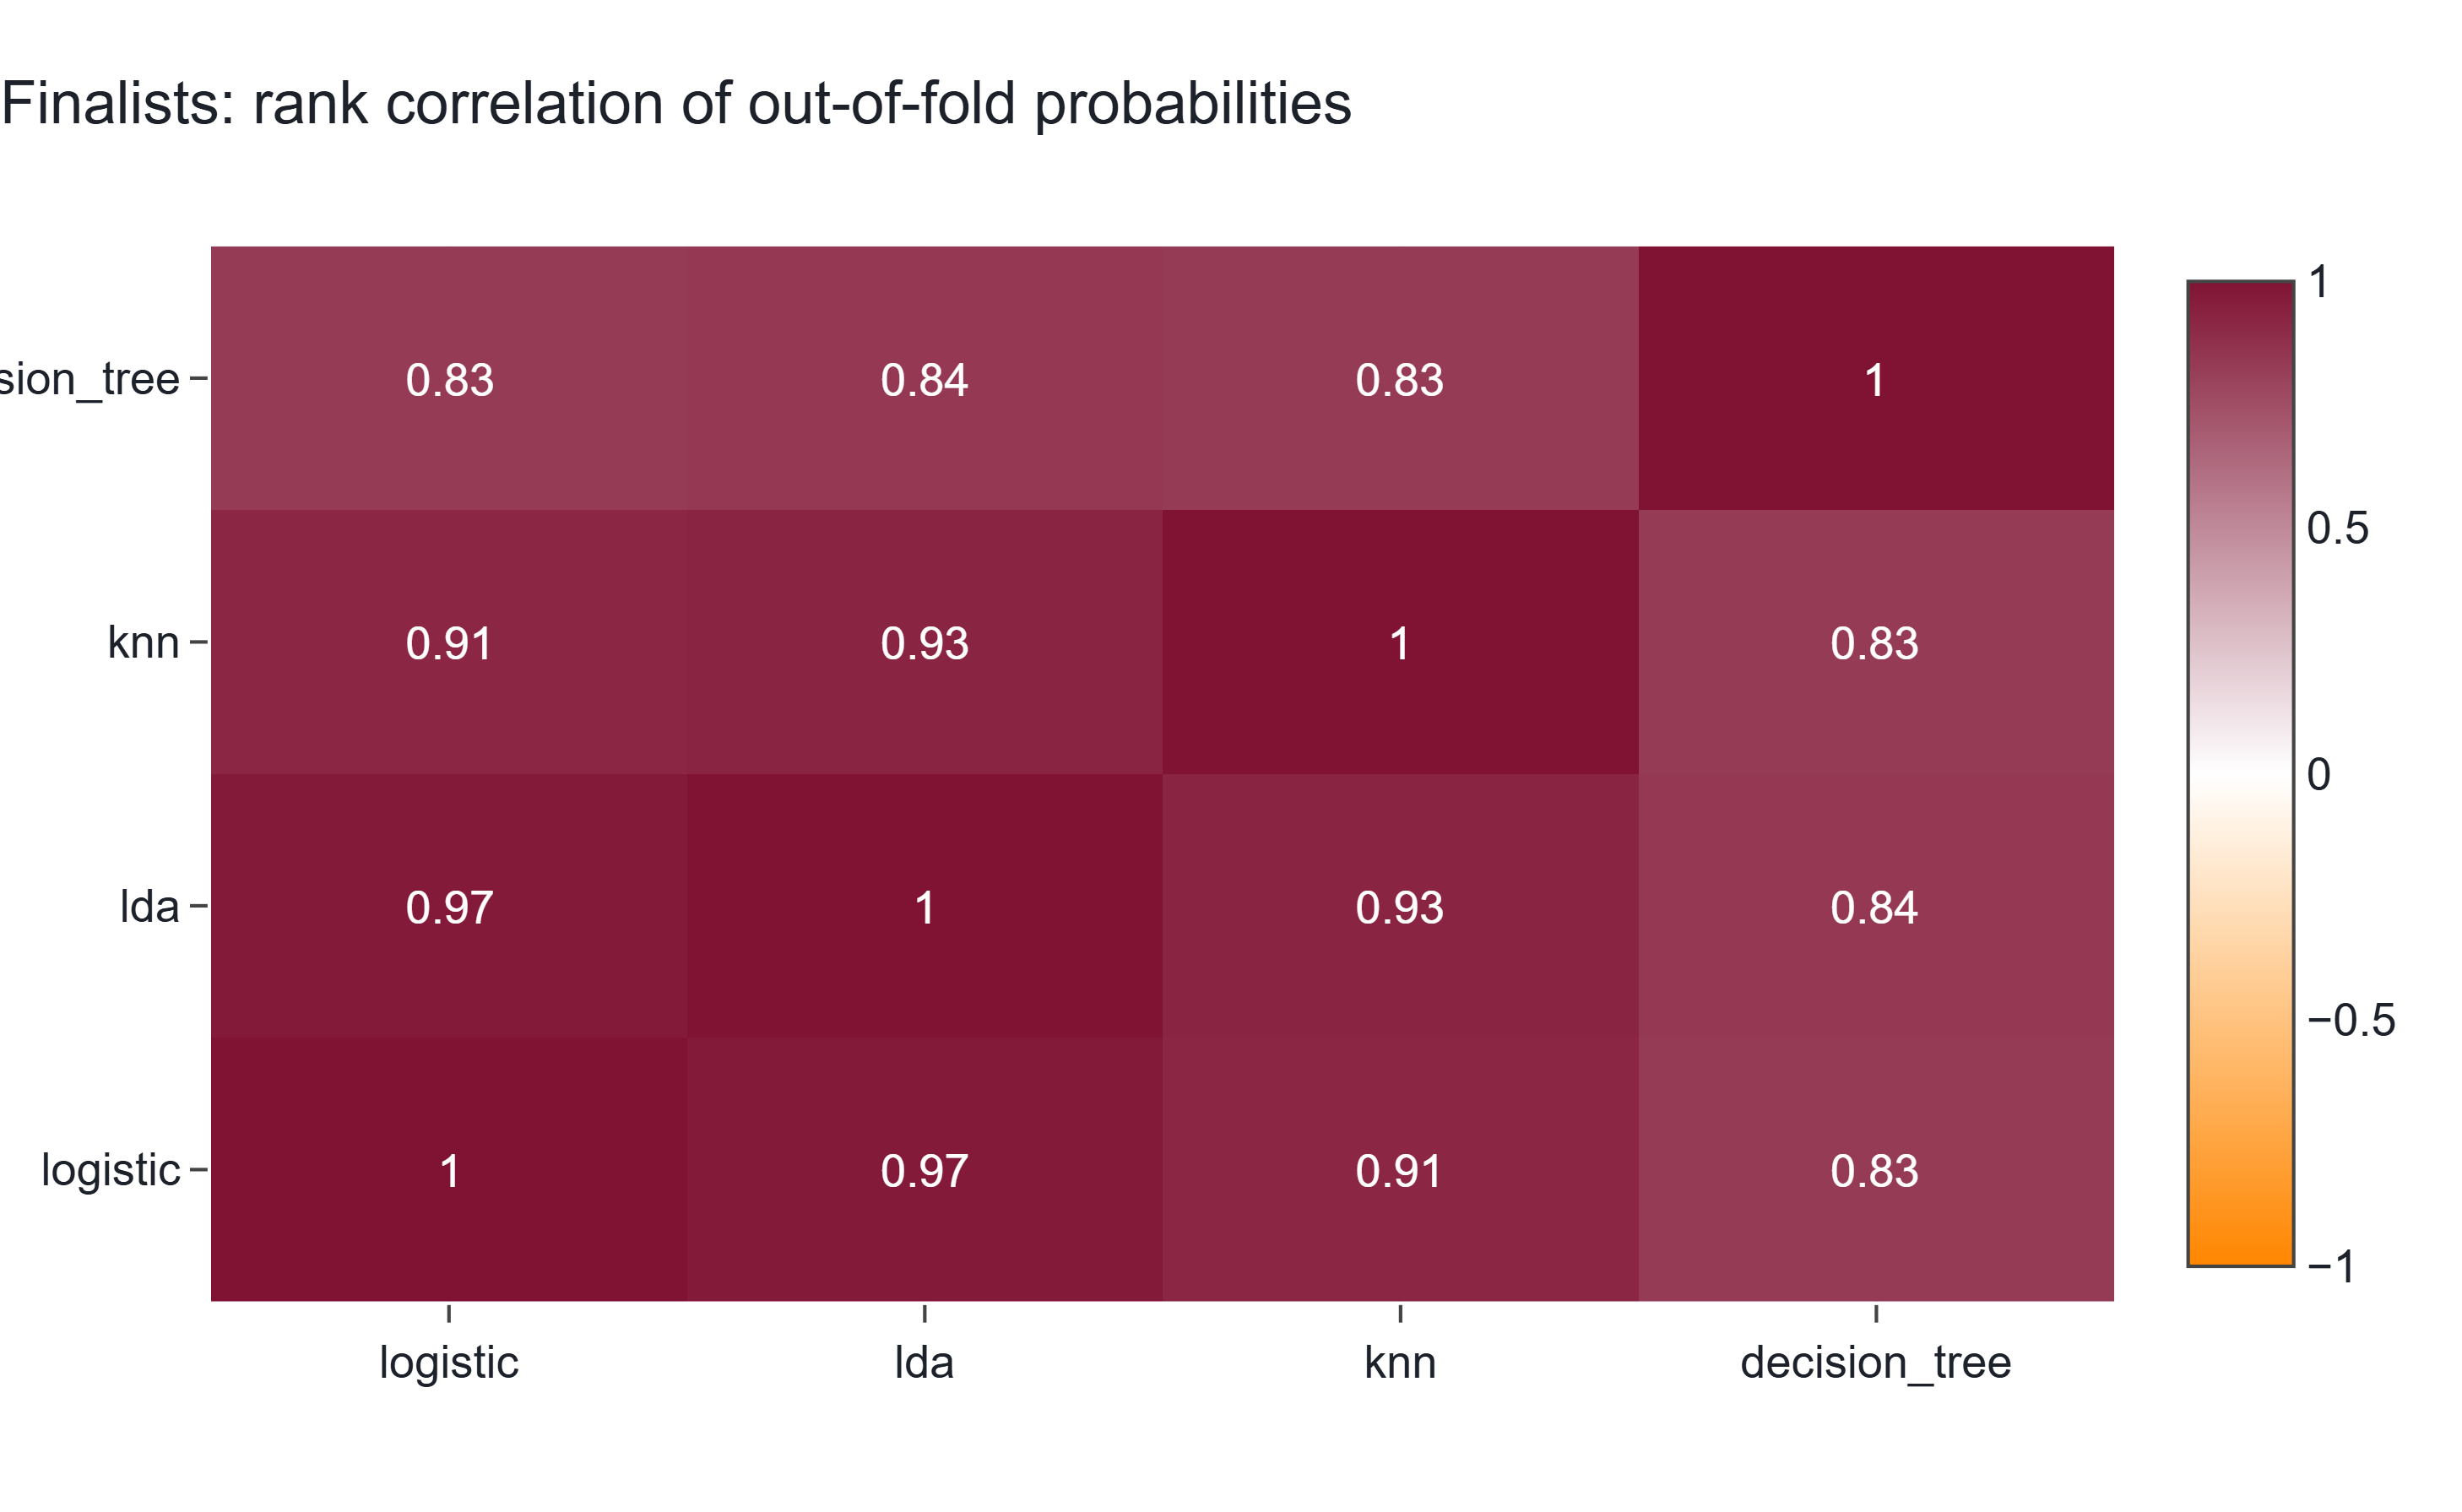 Finalists: rank correlation of out-of-fold probabilities
sion_tree 0.83 0.84 0.83 1
knn 0.91 0.93 1 0.83
lda 0.97 1 0.93 0.84
logistic 1 0.97 0.91 0.83
logistic lda knn decision_tree
1
0.5
0
−0.5
−1